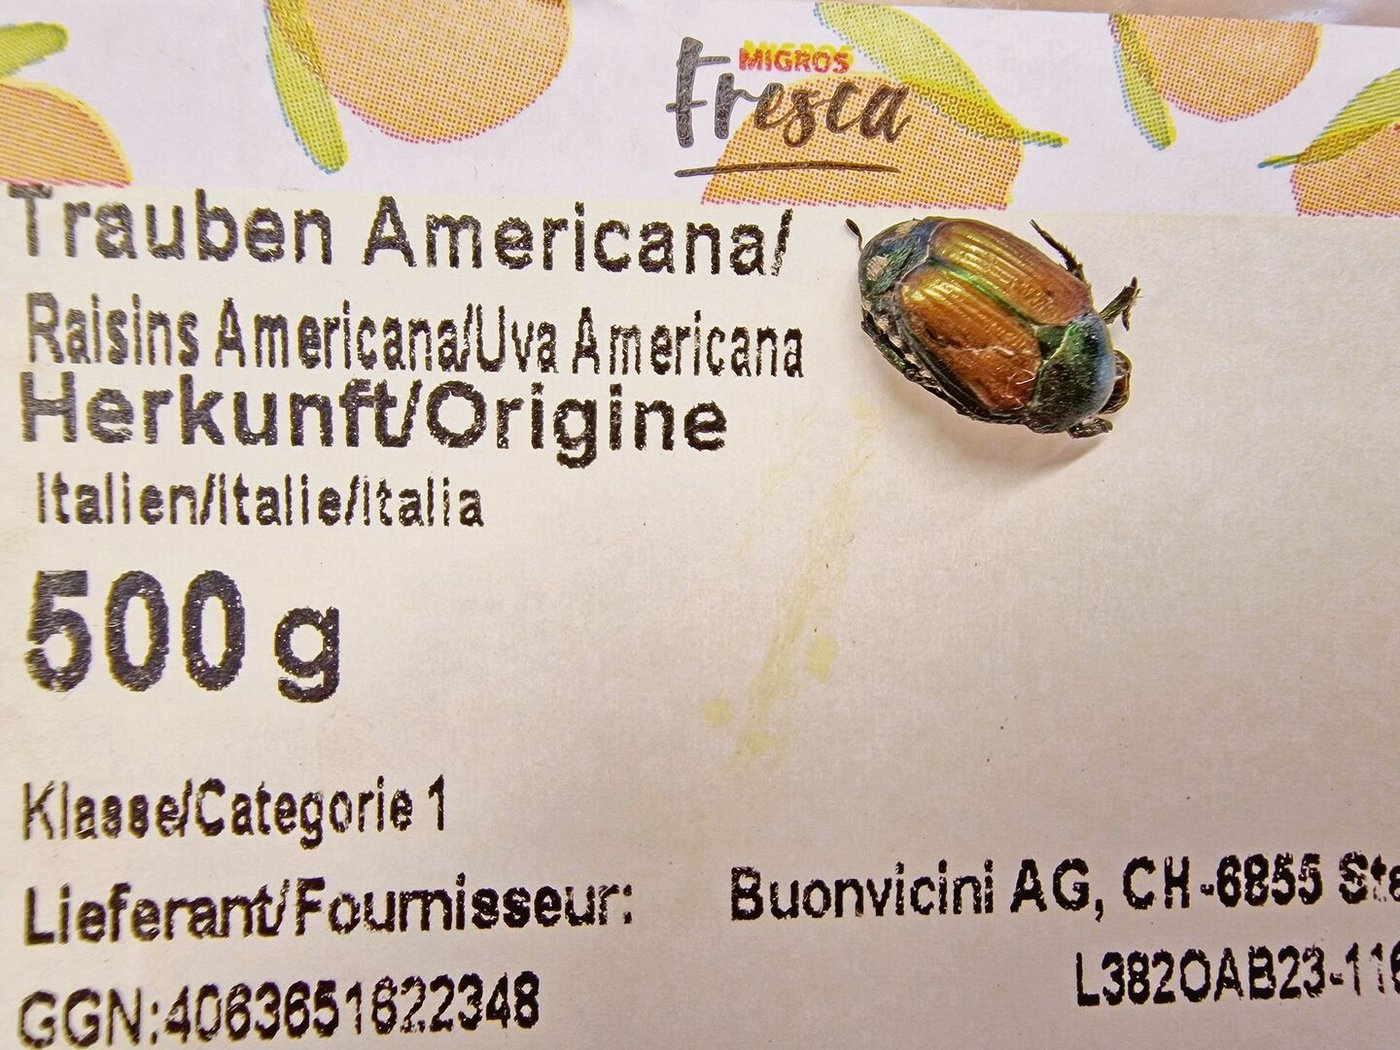 MIGROS
Fresca
Trauben Americana/
Raisins Americana/Uva Americana
Herkunft/Origine
Italien/Italie/Italia
500 g
Klasse/Categorie 1
Lieferant/Fournisseur: Buonvicini AG, CH-6855
GGN:4063651622348